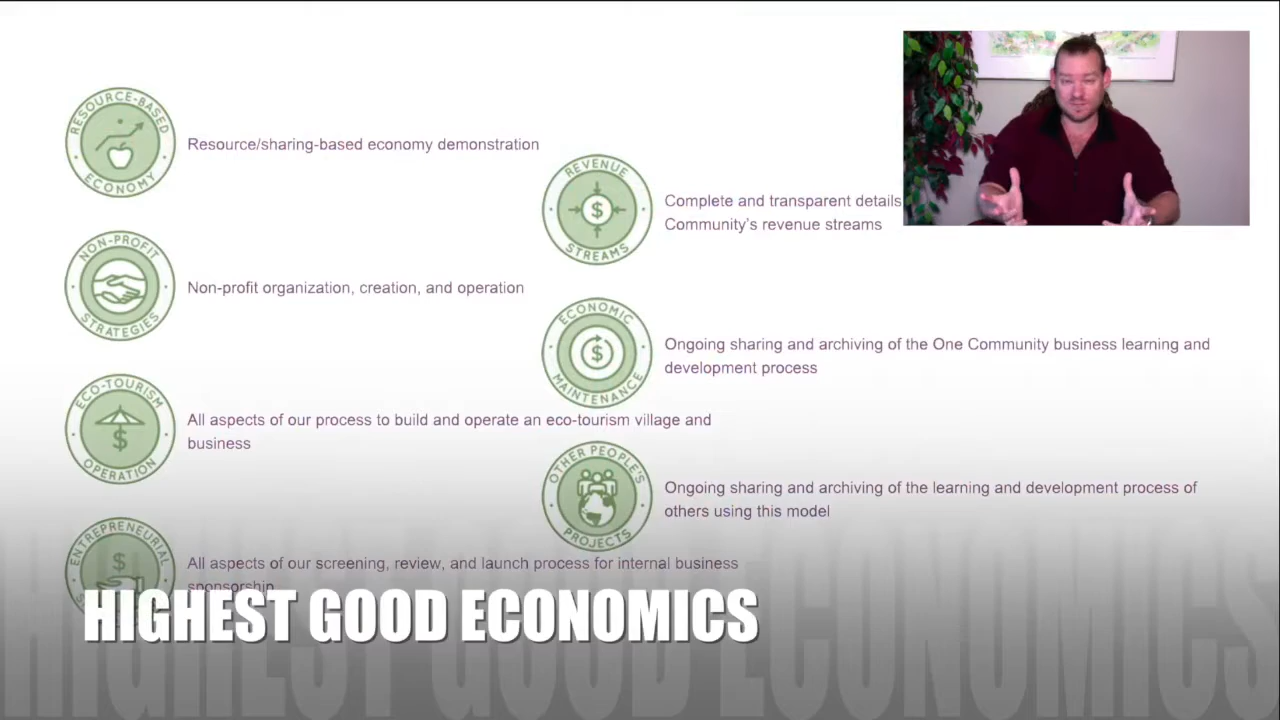 RESOURCE-BASED
ECONOMY
Resource/sharing-based economy demonstration
NON-PROFIT
STRATEGIES
Non-profit organization, creation, and operation
ECO-TOURISM
OPERATION
All aspects of our process to build and operate an eco-tourism village and
business
ENTREPRENEURIAL
All aspects of our screening, review, and launch process for internal business
sponsorship
REVENUE
STREAMS
Complete and transparent details
Community's revenue streams
ECONOMIC
MAINTENANCE
Ongoing sharing and archiving of the One Community business learning and
development process
OTHER PEOPLE'S
PROJECTS
Ongoing sharing and archiving of the learning and development process of
others using this model
HIGHEST GOOD ECONOMICS
HIGHEST GOOD ECONOMICS